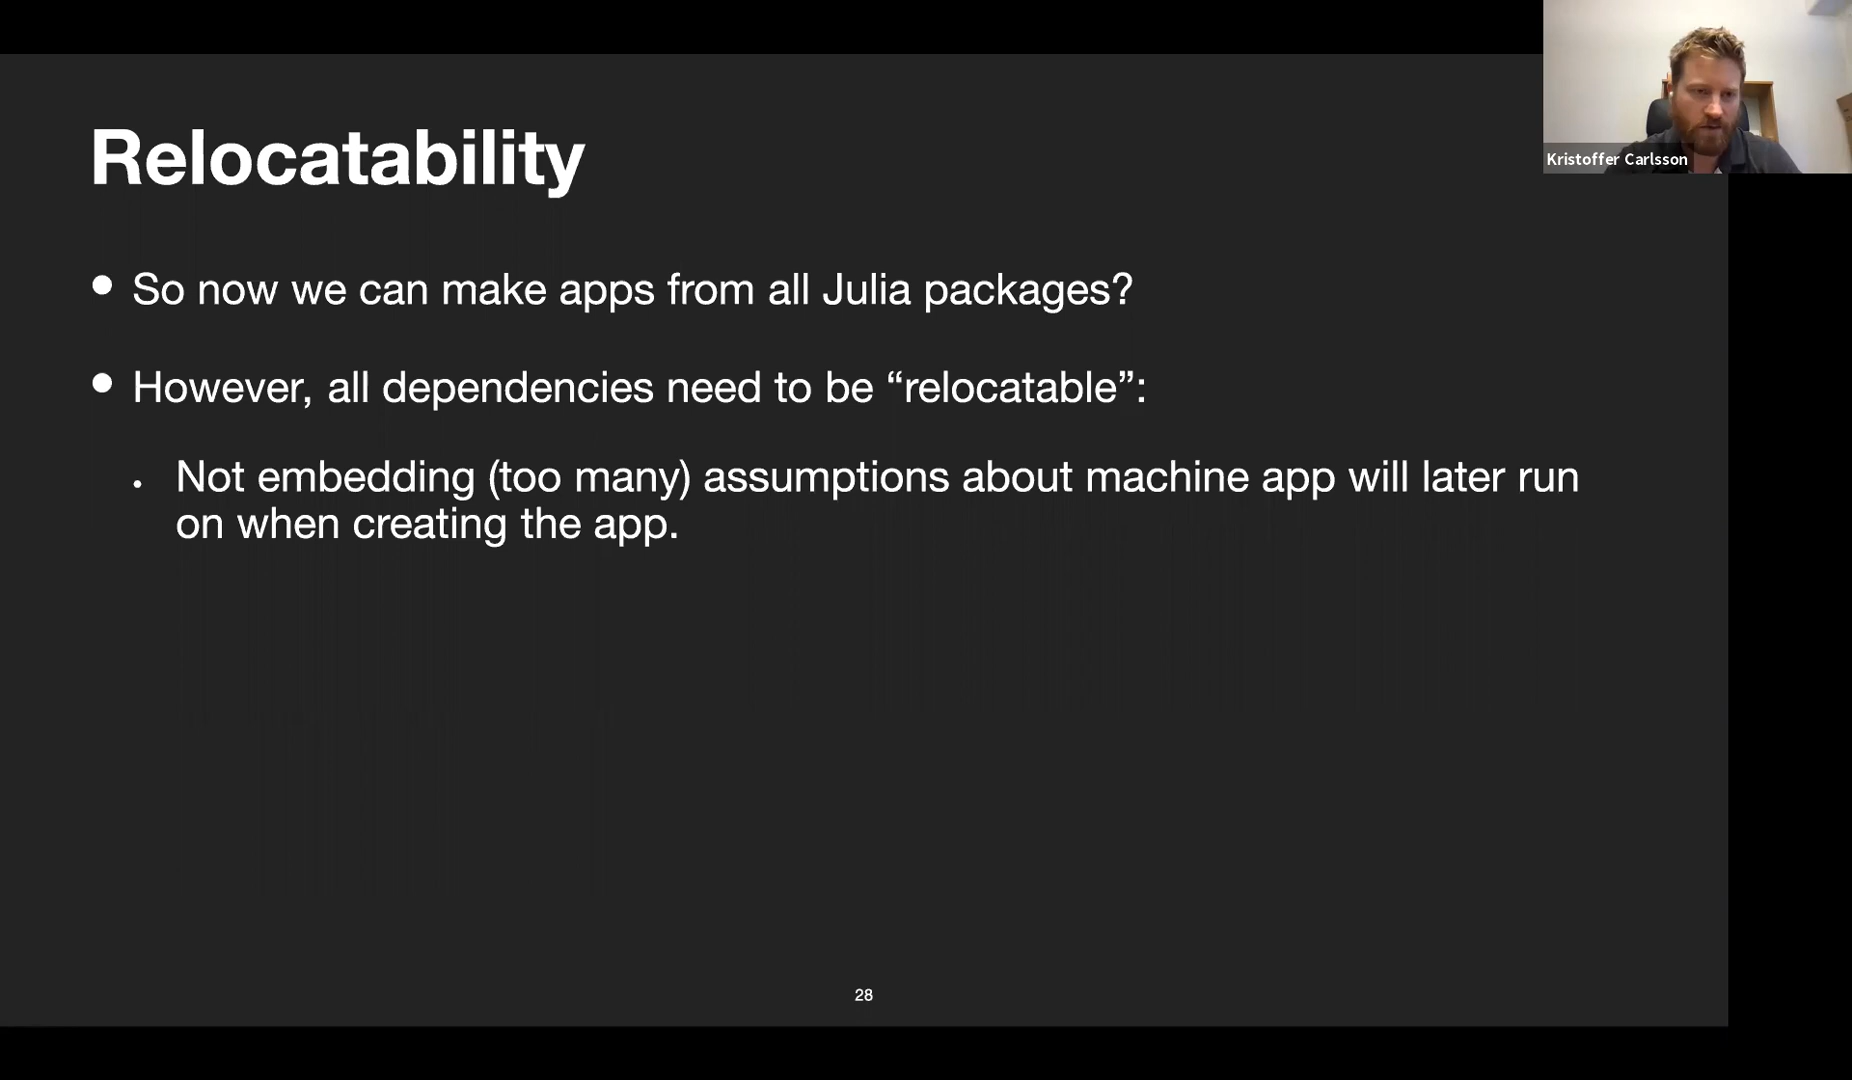 Relocatability
Kristoffer Carlsson
• So now we can make apps from all Julia packages?
• However, all dependencies need to be “relocatable”:
• Not embedding (too many) assumptions about machine app will later run
on when creating the app.
28